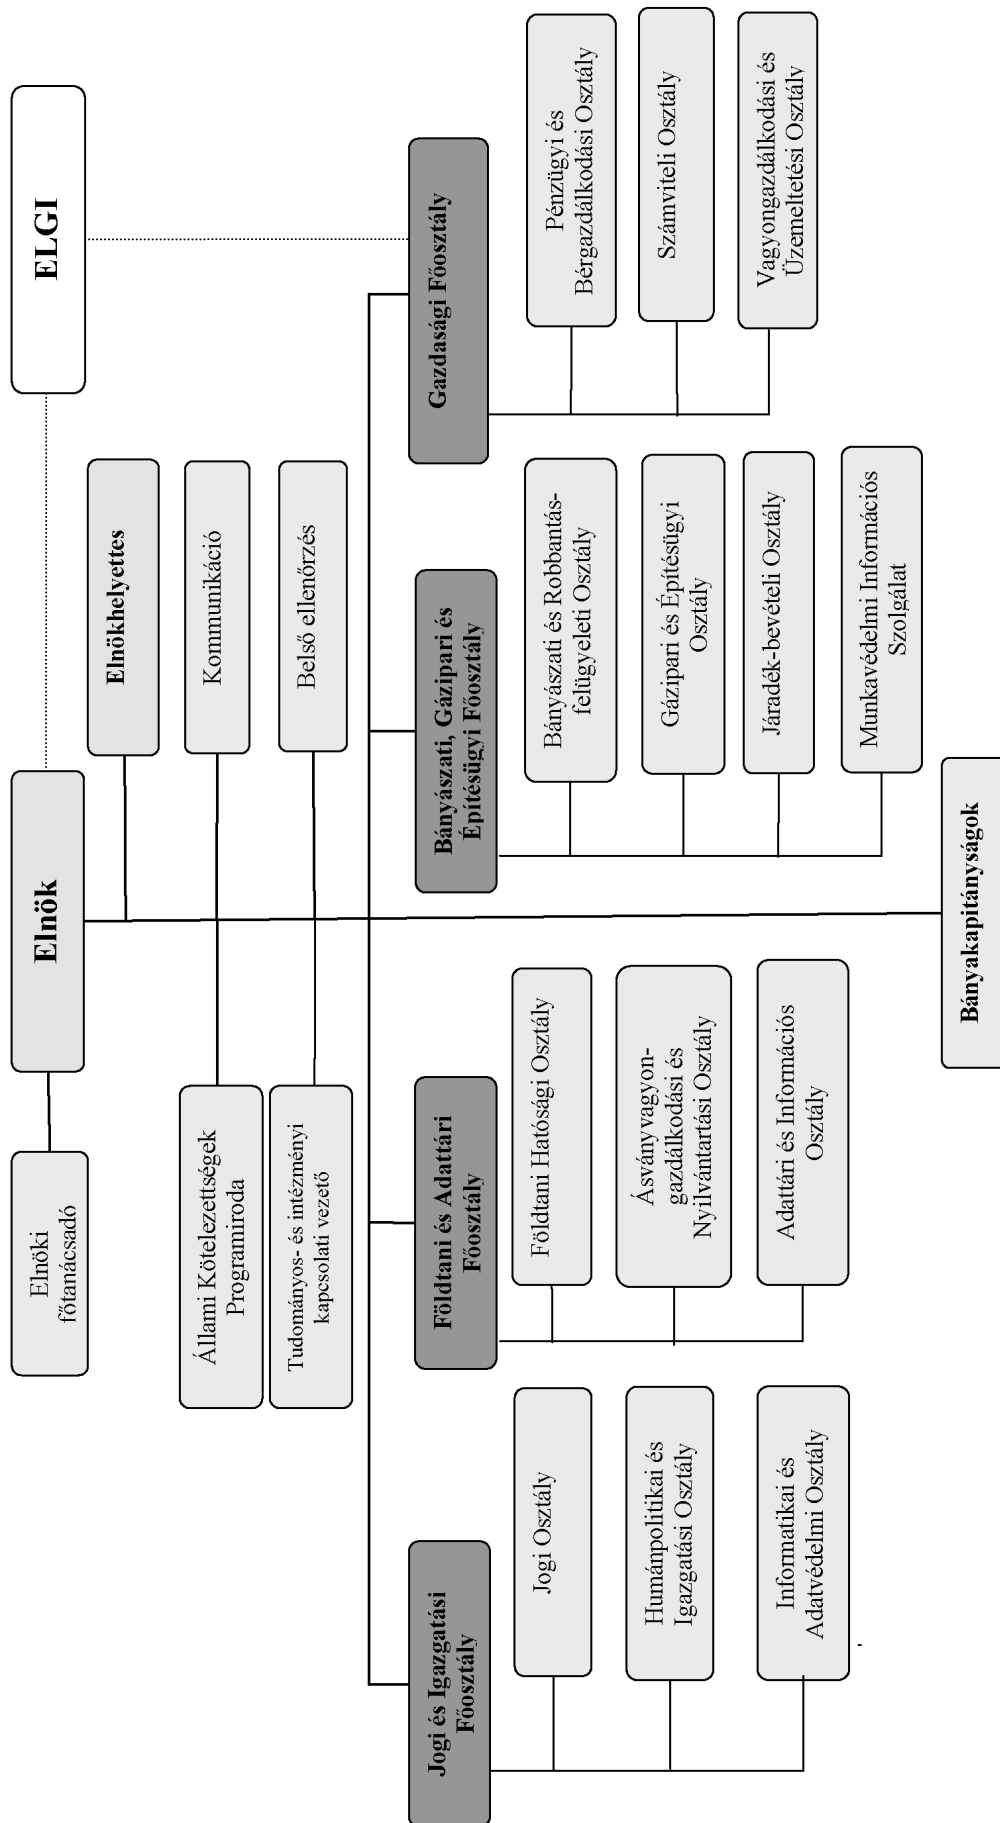 Elnöki
főtanácsadó
Elnök
ELGI
Elnökhelyettes
Állami Kötelezettségek
Programiroda
Kommunikáció
Tudományos- és intézményi
kapcsolati vezető
Belső ellenőrzés
Jogi és Igazgatási
Főosztály
Jogi Osztály
Humánpolitikai és
Igazgatási Osztály
Informatikai és
Adatvédelmi Osztály
Földtani és Adattári
Főosztály
Földtani Hatósági Osztály
Ásványvagyon-
gazdálkodási és
Nyilvántartási Osztály
Adattári és Információs
Osztály
Bányászati, Gázipari és
Építésügyi Főosztály
Bányászati és Robbantás-
felügyeleti Osztály
Gázipari és Építésügyi
Osztály
Járadék-bevételi Osztály
Munkavédelmi Információs
Szolgálat
Gazdasági Főosztály
Pénzügyi és
Bérgazdálkodási Osztály
Számviteli Osztály
Vagyongazdálkodási és
Üzemeltetési Osztály
Bányakapitányságok